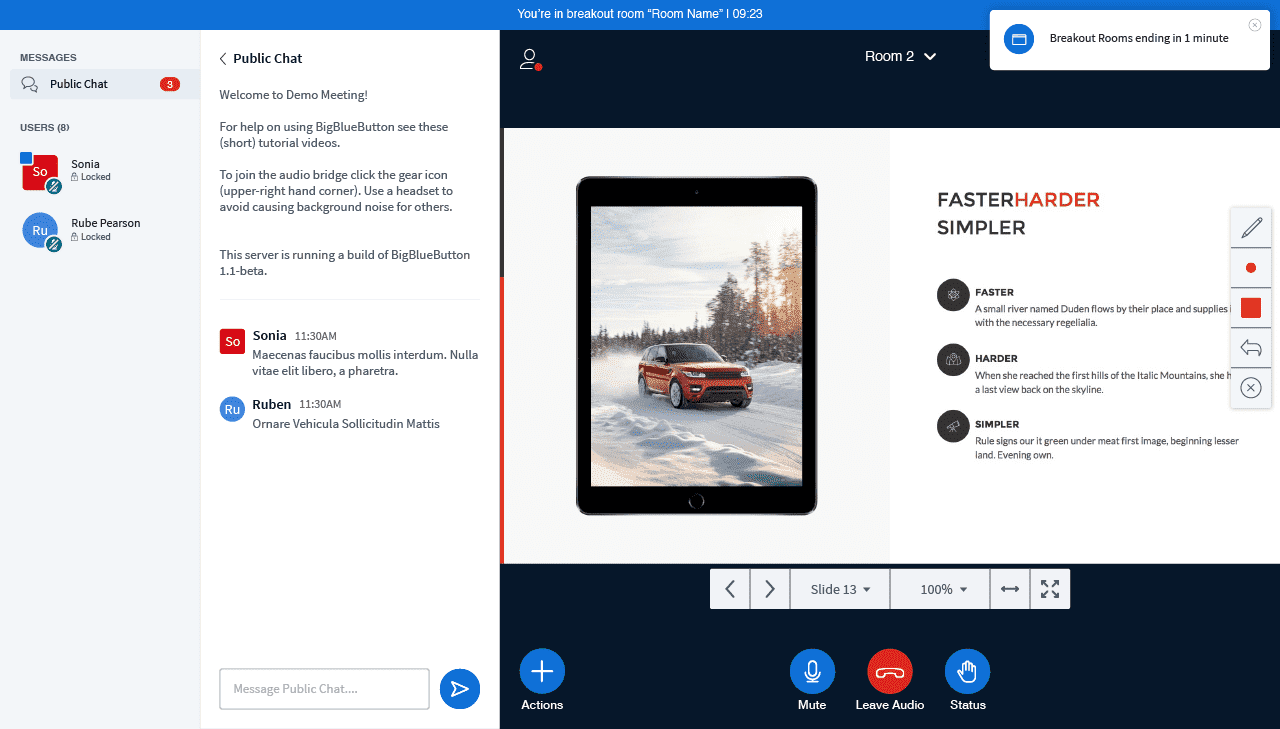 You're in breakout room “Room Name” | 09:23
Breakout Rooms ending in 1 minute
MESSAGES
Public Chat
3
USERS (8)
So
Sonia
Locked
Ru
Rube Pearson
Locked
Public Chat
Welcome to Demo Meeting!
For help on using BigBlueButton see these
(short) tutorial videos.
To join the audio bridge click the gear icon
(upper-right hand corner). Use a headset to
avoid causing background noise for others.
This server is running a build of BigBlueButton
1.1-beta.
So
Sonia 11:30AM
Maecenas faucibus mollis interdum. Nulla
vitae elit libero, a pharetra.
Ru
Ruben 11:30AM
Ornare Vehicula Sollicitudin Mattis
Message Public Chat....
Room 2
FASTERHARDER
SIMPLER
FASTER
A small river named Duden flows by their place and supplies
with the necessary regelialia.
HARDER
When she reached the first hills of the Italic Mountains, she
a last view back on the skyline.
SIMPLER
Rule signs our it green under meat first image, beginning lesser
land. Evening own.
Slide 13
100%
Actions
Mute
Leave Audio
Status